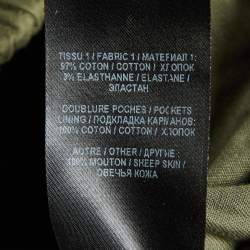 TISSU 1 / FABRIC 1 / МАТЕРИАЛ 1:
97% COTON / COTTON / ХЛОПОК
3% ELASTHANNE / ELASTANE /
ЭЛАСТАН
DOUBLURE POCHES / POCKETS
LINING / ПОДКЛАДКА КАРМАНОВ:
100% COTON / COTTON / ХЛОПОК
AUTRE / OTHER / ДРУГИЕ :
100% MOUTON / SHEEP SKIN /
ОВЕЧЬЯ КОЖА